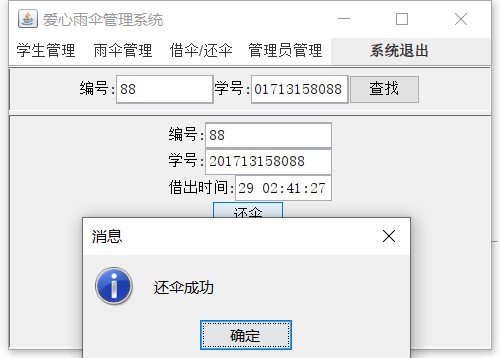 爱心雨伞管理系统
学生管理 雨伞管理 借伞/还伞 管理员管理 系统退出
编号: 88 学号: 01713158088 查找
编号: 88
学号: 201713158088
借出时间: 29 02:41:27
还伞
消息
还伞成功
确定